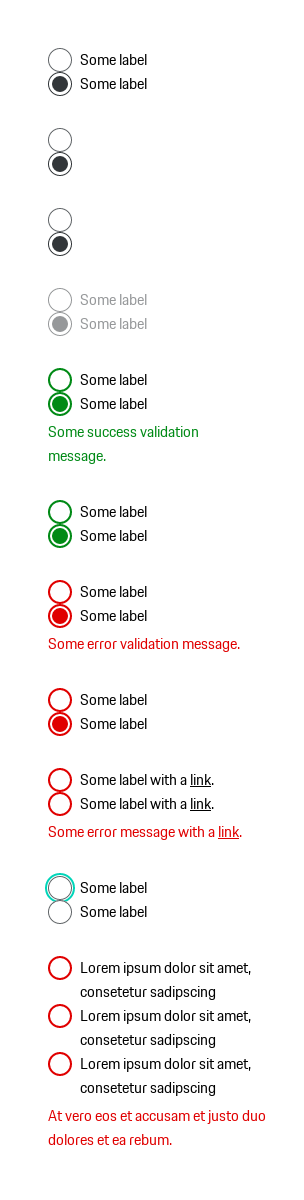 Some label
Some label
Some label
Some label
Some label
Some label
Some success validation
message.
Some label
Some label
Some label
Some label
Some error validation message.
Some label
Some label
Some label with a link.
Some label with a link.
Some error message with a link.
Some label
Some label
Lorem ipsum dolor sit amet,
consetetur sadipscing
Lorem ipsum dolor sit amet,
consetetur sadipscing
Lorem ipsum dolor sit amet,
consetetur sadipscing
At vero eos et accusam et justo duo
dolores et ea rebum.